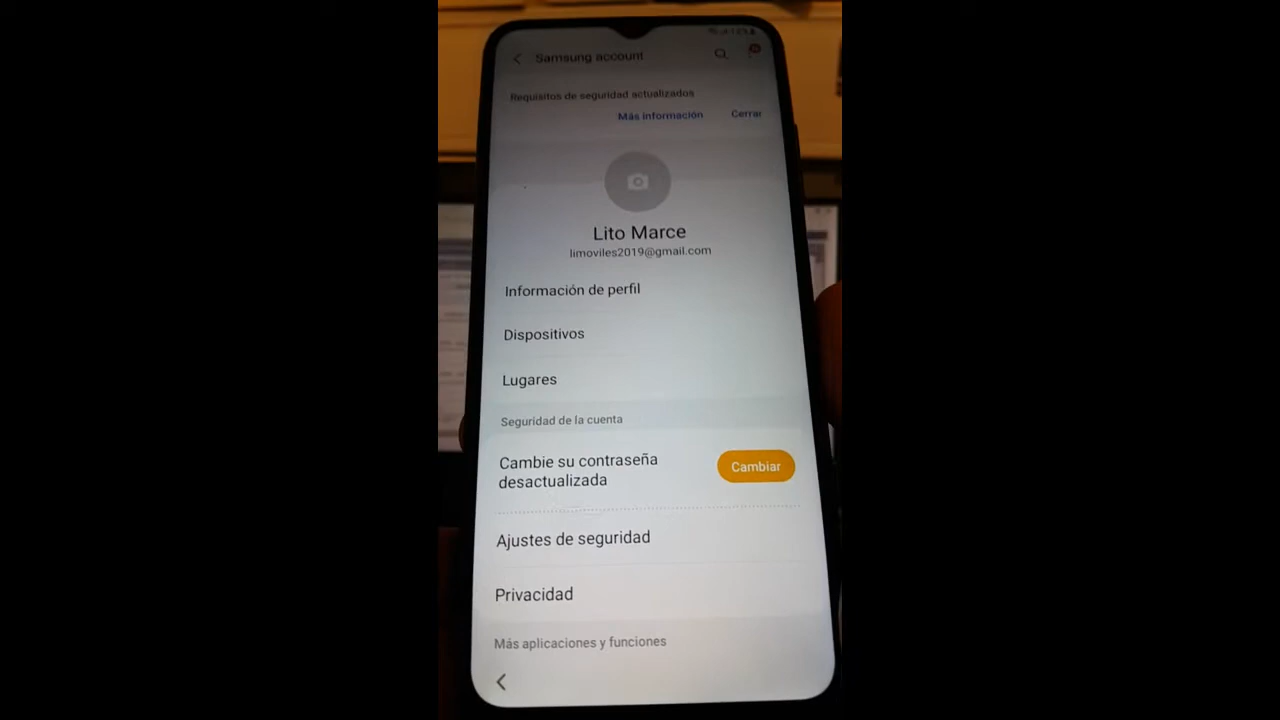 Samsung account
Requisitos de seguridad actualizados
Más información
Cerrar
Lito Marce
limoviles2019@gmail.com
Información de perfil
Dispositivos
Lugares
Seguridad de la cuenta
Cambie su contraseña
desactualizada
Cambiar
Ajustes de seguridad
Privacidad
Más aplicaciones y funciones